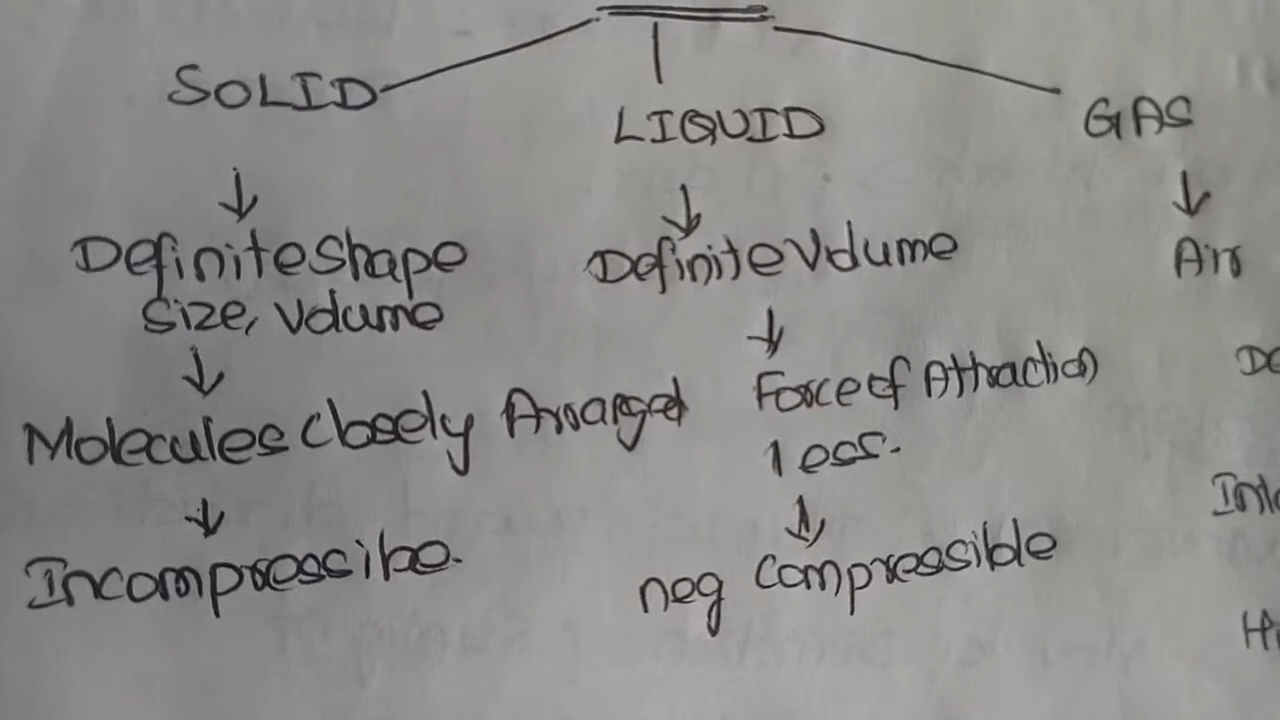 SOLID
LIQUID
GAS
Definite Shape
Size, Volume
Definite Volume
Air
Molecules Closely Arranged
Force of Attraction
less.
Incompressibe.
neg Compressible